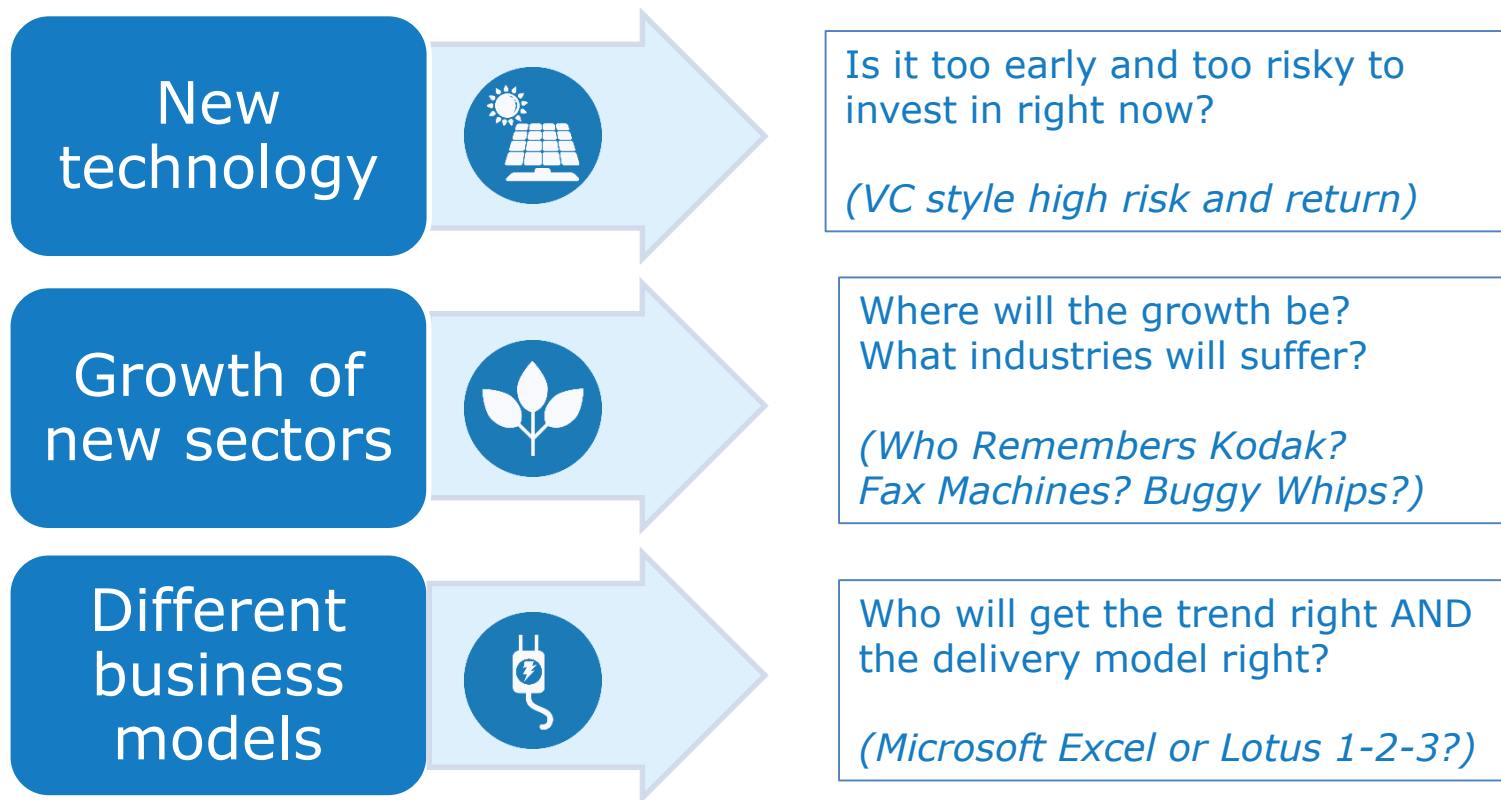 New
technology
Is it too early and too risky to
invest in right now?
(VC style high risk and return)
Growth of
new sectors
Where will the growth be?
What industries will suffer?
(Who Remembers Kodak?
Fax Machines? Buggy Whips?)
Different
business
models
Who will get the trend right AND
the delivery model right?
(Microsoft Excel or Lotus 1-2-3?)